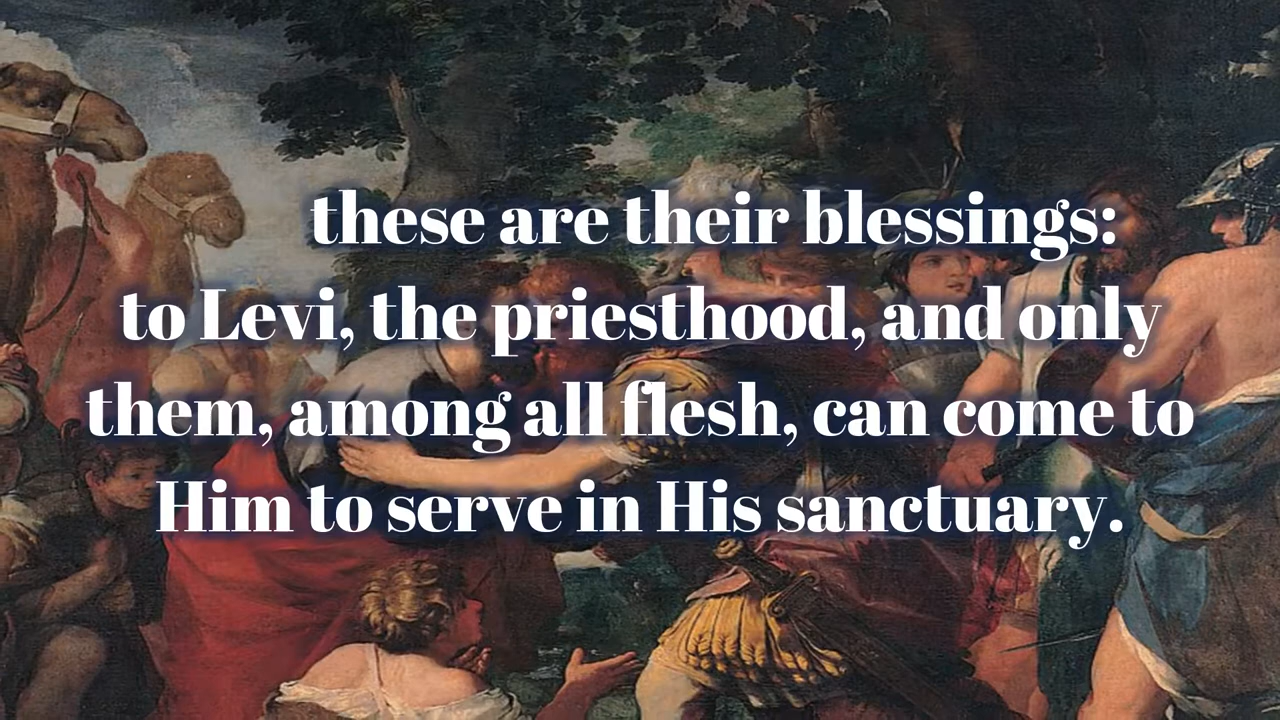 these are their blessings:
to Levi, the priesthood, and only
them, among all flesh, can come to
Him to serve in His sanctuary.